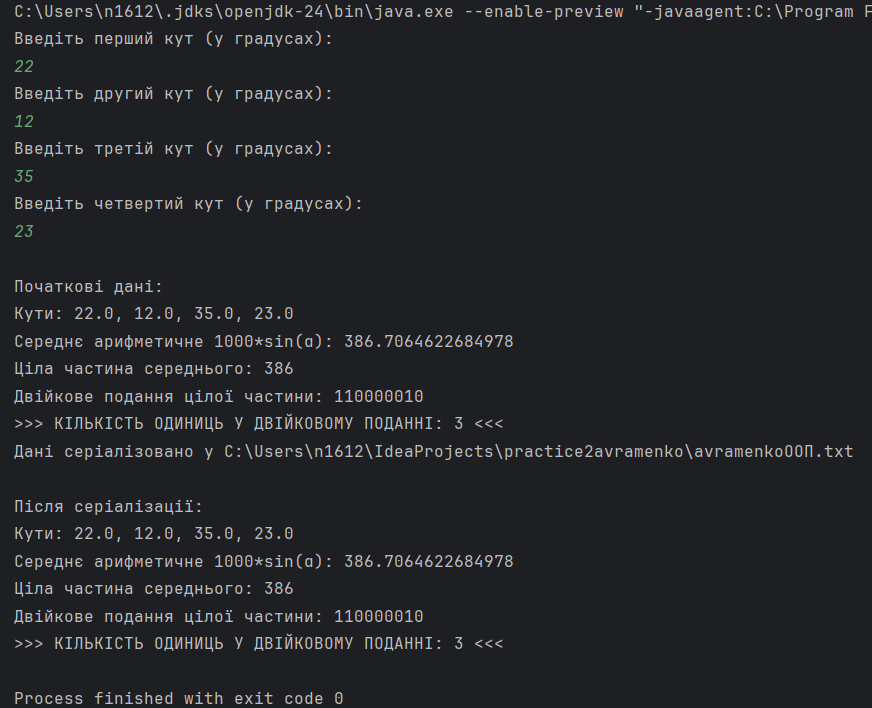 C:\Users\n1612\.jdks\openjdk-24\bin\java.exe --enable-preview "-javaagent:C:\Program F
Введіть перший кут (у градусах):
22
Введіть другий кут (у градусах):
12
Введіть третій кут (у градусах):
35
Введіть четвертий кут (у градусах):
23
Початкові дані:
Кути: 22.0, 12.0, 35.0, 23.0
Середнє арифметичне 1000*sin(α): 386.7064622684978
Ціла частина середнього: 386
Двійкове подання цілої частини: 110000010
>>> КІЛЬКІСТЬ ОДИНИЦЬ У ДВІЙКОВОМУ ПОДАННІ: 3 <<<
Дані серіалізовано у C:\Users\n1612\IdeaProjects\practice2avramenko\avramenkoООП.txt
Після серіалізації:
Кути: 22.0, 12.0, 35.0, 23.0
Середнє арифметичне 1000*sin(α): 386.7064622684978
Ціла частина середнього: 386
Двійкове подання цілої частини: 110000010
>>> КІЛЬКІСТЬ ОДИНИЦЬ У ДВІЙКОВОМУ ПОДАННІ: 3 <<<
Process finished with exit code 0